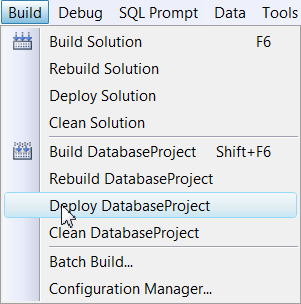 Build Debug SQL Prompt Data Tools
Build Solution F6
Rebuild Solution
Deploy Solution
Clean Solution
Build DatabaseProject Shift+F6
Rebuild DatabaseProject
Deploy DatabaseProject
Clean DatabaseProject
Batch Build...
Configuration Manager...